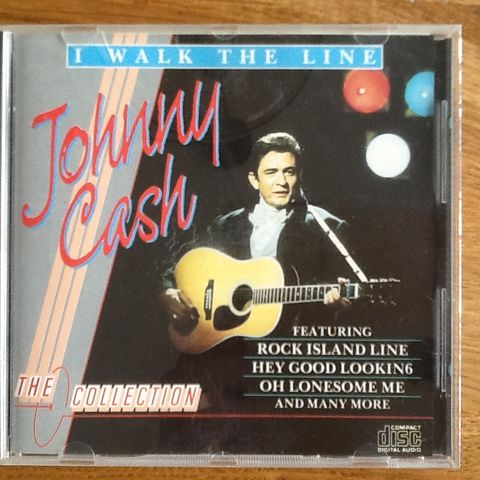 I WALK THE LINE
Johnny
Cash
FEATURING
ROCK ISLAND LINE
HEY GOOD LOOKIN6
OH LONESOME ME
AND MANY MORE
THE COLLECTION
COMPACT
disc
DIGITAL AUDIO